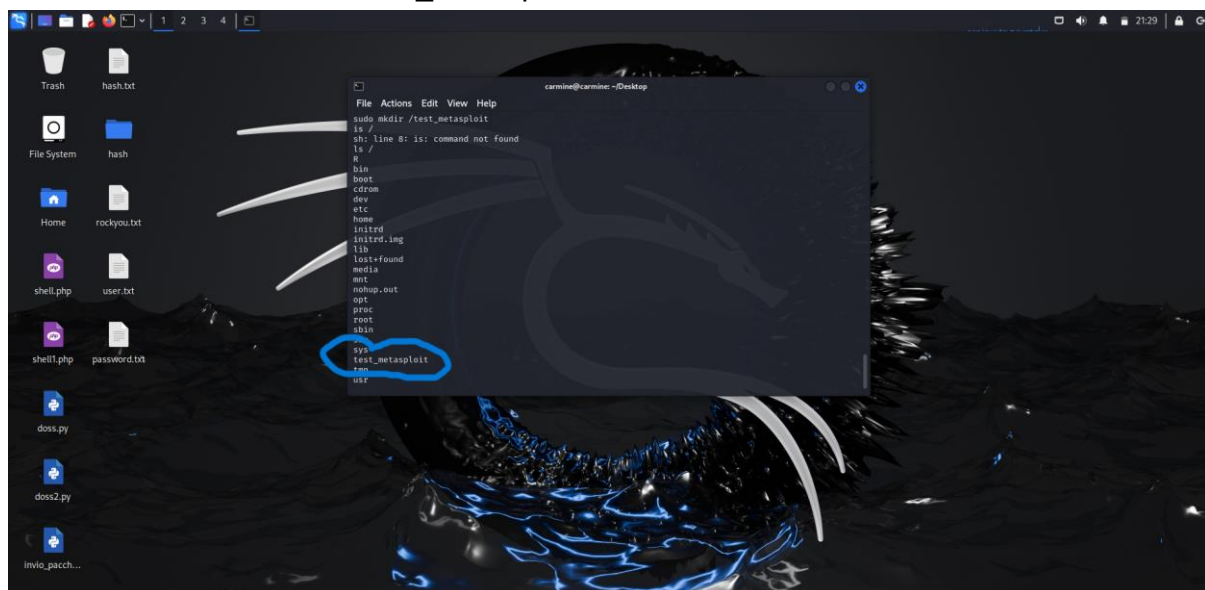 1 2 3 4
21:29
Trash
hash.txt
File System
hash
Home
rockyou.txt
shell.php
user.txt
shell1.php
password.txt
doss.py
doss2.py
invio_pacch...
carmine@carmine: ~/Desktop
File Actions Edit View Help
sudo mkdir /test_metasploit
is /
sh: line 8: is: command not found
ls /
R
bin
boot
cdrom
dev
etc
home
initrd
initrd.img
lib
lost+found
media
mnt
nohup.out
opt
proc
root
sbin
sys
test_metasploit
tmp
usr